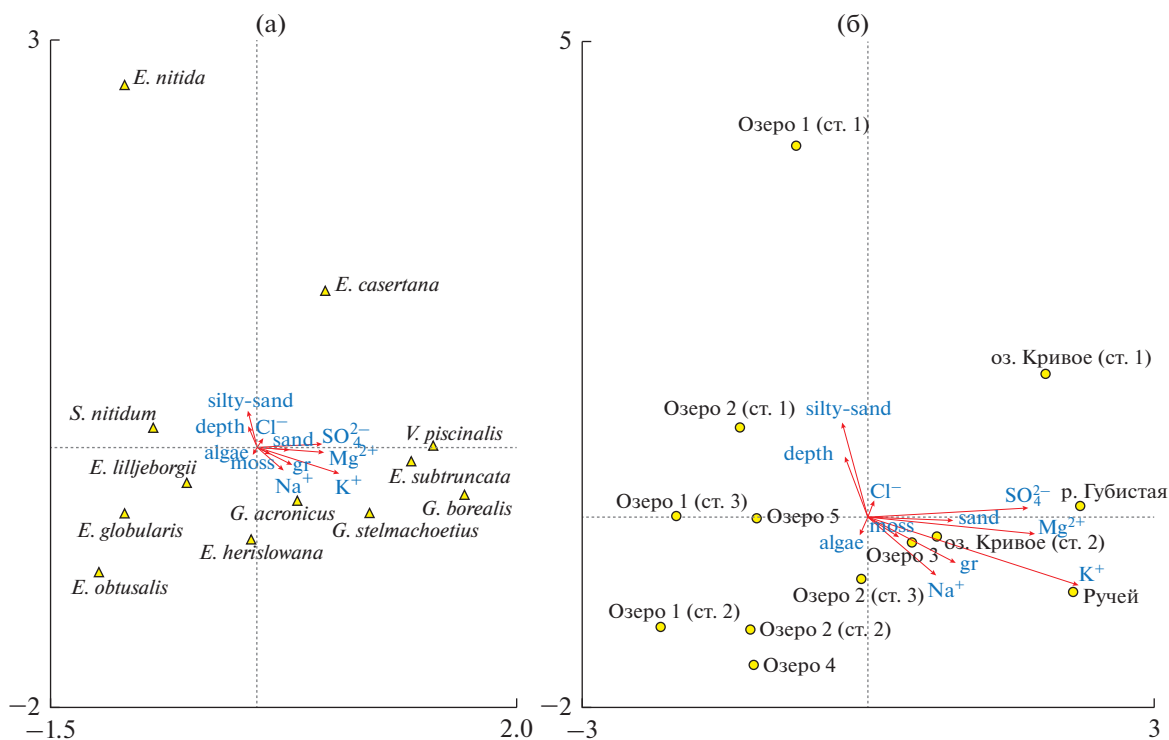 (а)
3
E. nitida
E. casertana
silty-sand
S. nitidum
depth
Cl⁻
sand
SO₄²⁻
V. piscinalis
algae
moss
gr
Mg²⁺
E. lilljeborgii
E. subtruncata
Na⁺
K⁺
G. borealis
G. acronicus
G. stelmachoetius
E. globularis
E. herislowana
E. obtusalis
−2
−1.5
2.0
(б)
5
Озеро 1 (ст. 1)
оз. Кривое (ст. 1)
Озеро 2 (ст. 1)
silty-sand
depth
Cl⁻
SO₄²⁻
р. Губистая
Озеро 1 (ст. 3)
Озеро 5
moss
sand
Mg²⁺
algae
оз. Кривое (ст. 2)
Озеро 3
gr
K⁺
Na⁺
Озеро 2 (ст. 3)
Ручей
Озеро 1 (ст. 2)
Озеро 2 (ст. 2)
Озеро 4
−2
−3
3